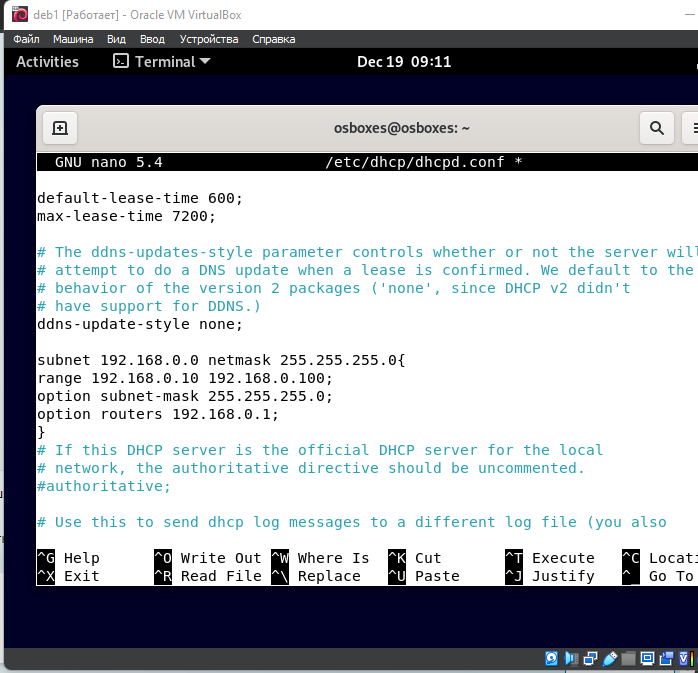 deb1 [Работает] - Oracle VM VirtualBox
Файл Машина Вид Ввод Устройства Справка
Activities Terminal Dec 19 09:11
osboxes@osboxes: ~
GNU nano 5.4 /etc/dhcp/dhcpd.conf *
default-lease-time 600;
max-lease-time 7200;
# The ddns-updates-style parameter controls whether or not the server will
# attempt to do a DNS update when a lease is confirmed. We default to the
# behavior of the version 2 packages ('none', since DHCP v2 didn't
# have support for DDNS.)
ddns-update-style none;
subnet 192.168.0.0 netmask 255.255.255.0{
range 192.168.0.10 192.168.0.100;
option subnet-mask 255.255.255.0;
option routers 192.168.0.1;
}
# If this DHCP server is the official DHCP server for the local
# network, the authoritative directive should be uncommented.
#authoritative;
# Use this to send dhcp log messages to a different log file (you also
^G Help ^O Write Out ^W Where Is ^K Cut ^T Execute ^C Locati
^X Exit ^R Read File ^\ Replace ^U Paste ^J Justify ^_ Go To